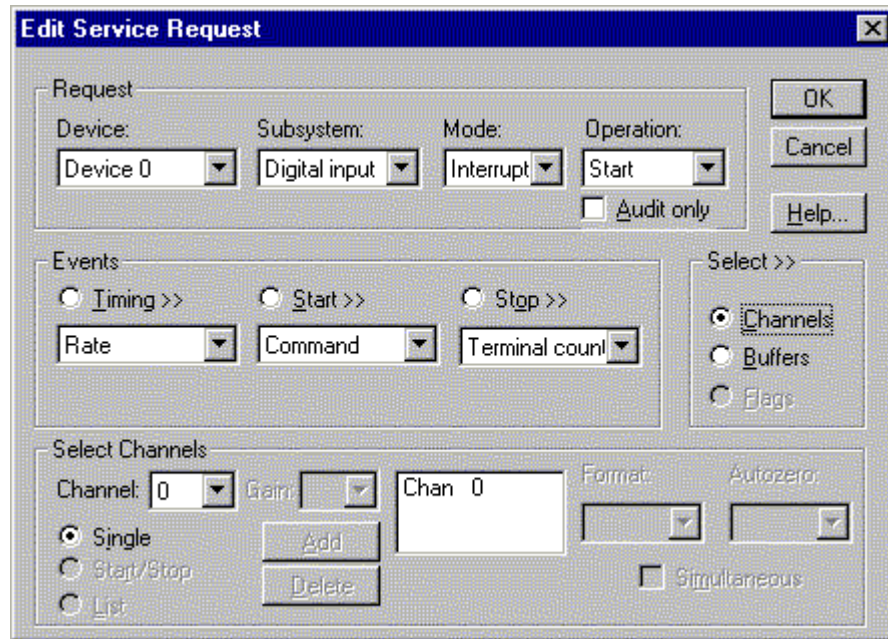 Edit Service Request
Request
Device: Subsystem: Mode: Operation:
Device 0 Digital input Interrupt Start
Audit only
OK
Cancel
Help...
Events
Timing >> Start >> Stop >>
Rate Command Terminal count
Select >>
Channels
Buffers
Flags
Select Channels
Channel: 0 Gain: Chan 0 Format: Autozero:
Single
Start/Stop
List
Add
Delete
Simultaneous